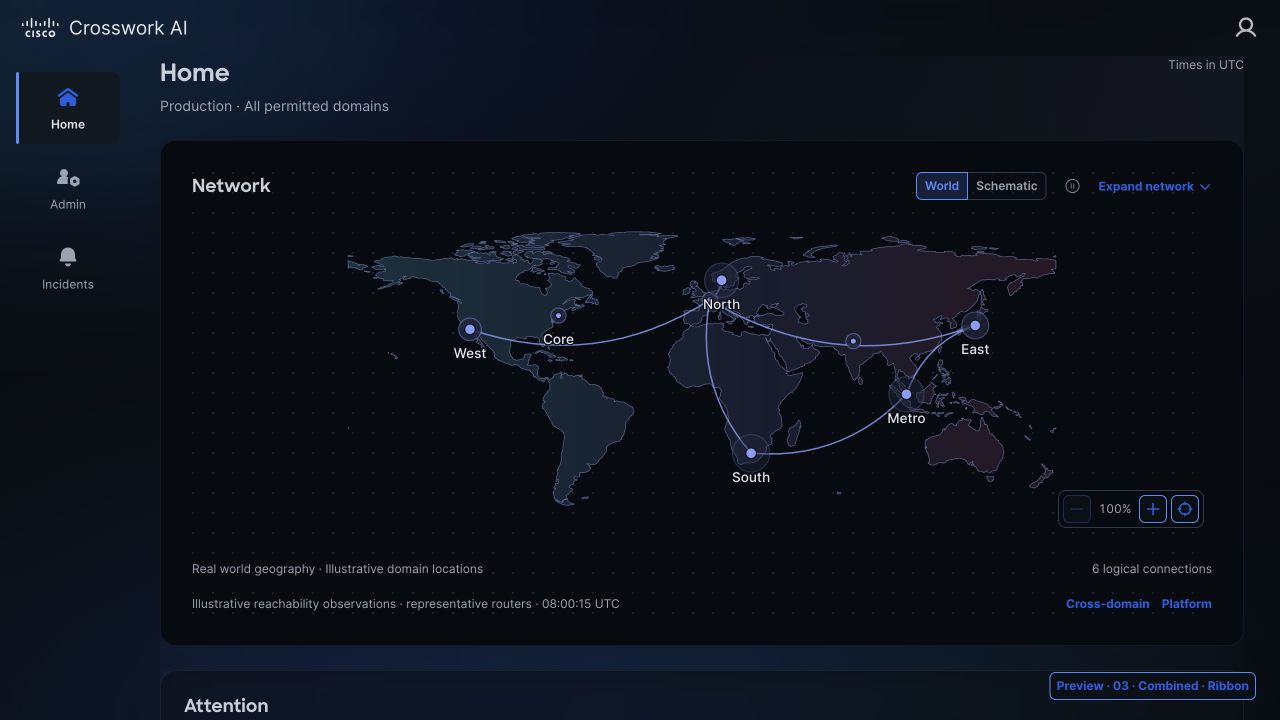 CISCO Crosswork AI
Home
Times in UTC
Production · All permitted domains
Home
Admin
Incidents
Network
World
Schematic
Expand network
North
West
Core
East
Metro
South
100%
Real world geography · Illustrative domain locations
6 logical connections
Illustrative reachability observations · representative routers · 08:00:15 UTC
Cross-domain
Platform
Preview · 03 · Combined · Ribbon
Attention